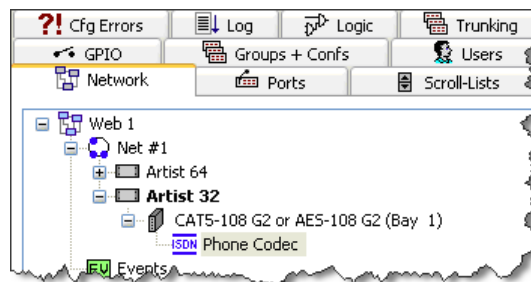 ?! Cfg Errors
Log
Logic
Trunking
GPIO
Groups + Confs
Users
Network
Ports
Scroll-Lists
Web 1
Net #1
Artist 64
Artist 32
CAT5-108 G2 or AES-108 G2 (Bay 1)
ISDN Phone Codec
EV Events